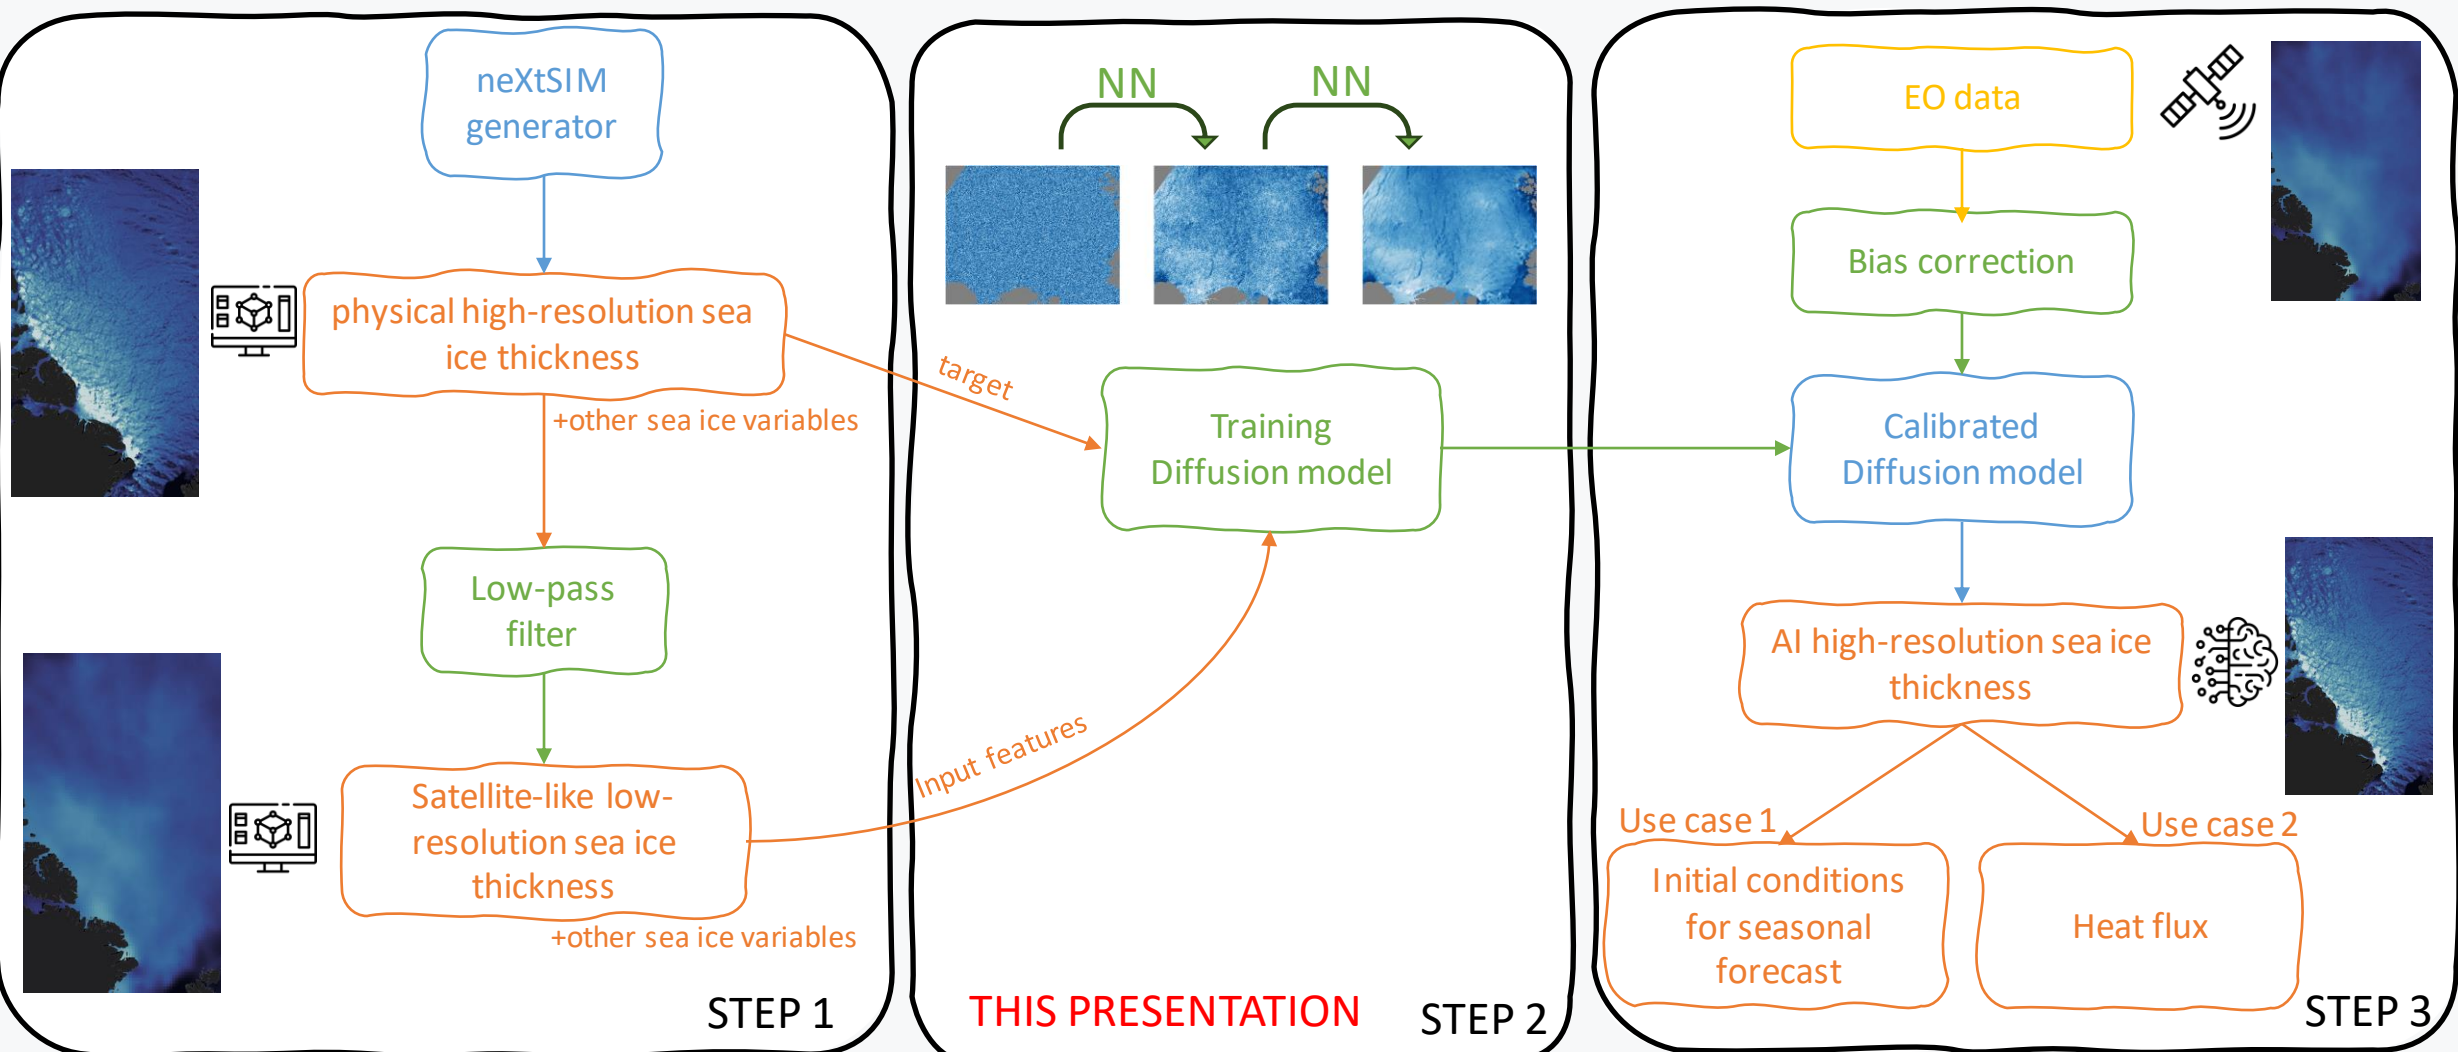 neXtSIM
generator
physical high-resolution sea
ice thickness
+other sea ice variables
Low-pass
filter
Satellite-like low-
resolution sea ice
thickness
+other sea ice variables
STEP 1
NN
NN
target
Training
Diffusion model
Input features
THIS PRESENTATION
STEP 2
EO data
Bias correction
Calibrated
Diffusion model
AI high-resolution sea ice
thickness
Use case 1
Use case 2
Initial conditions
for seasonal
forecast
Heat flux
STEP 3